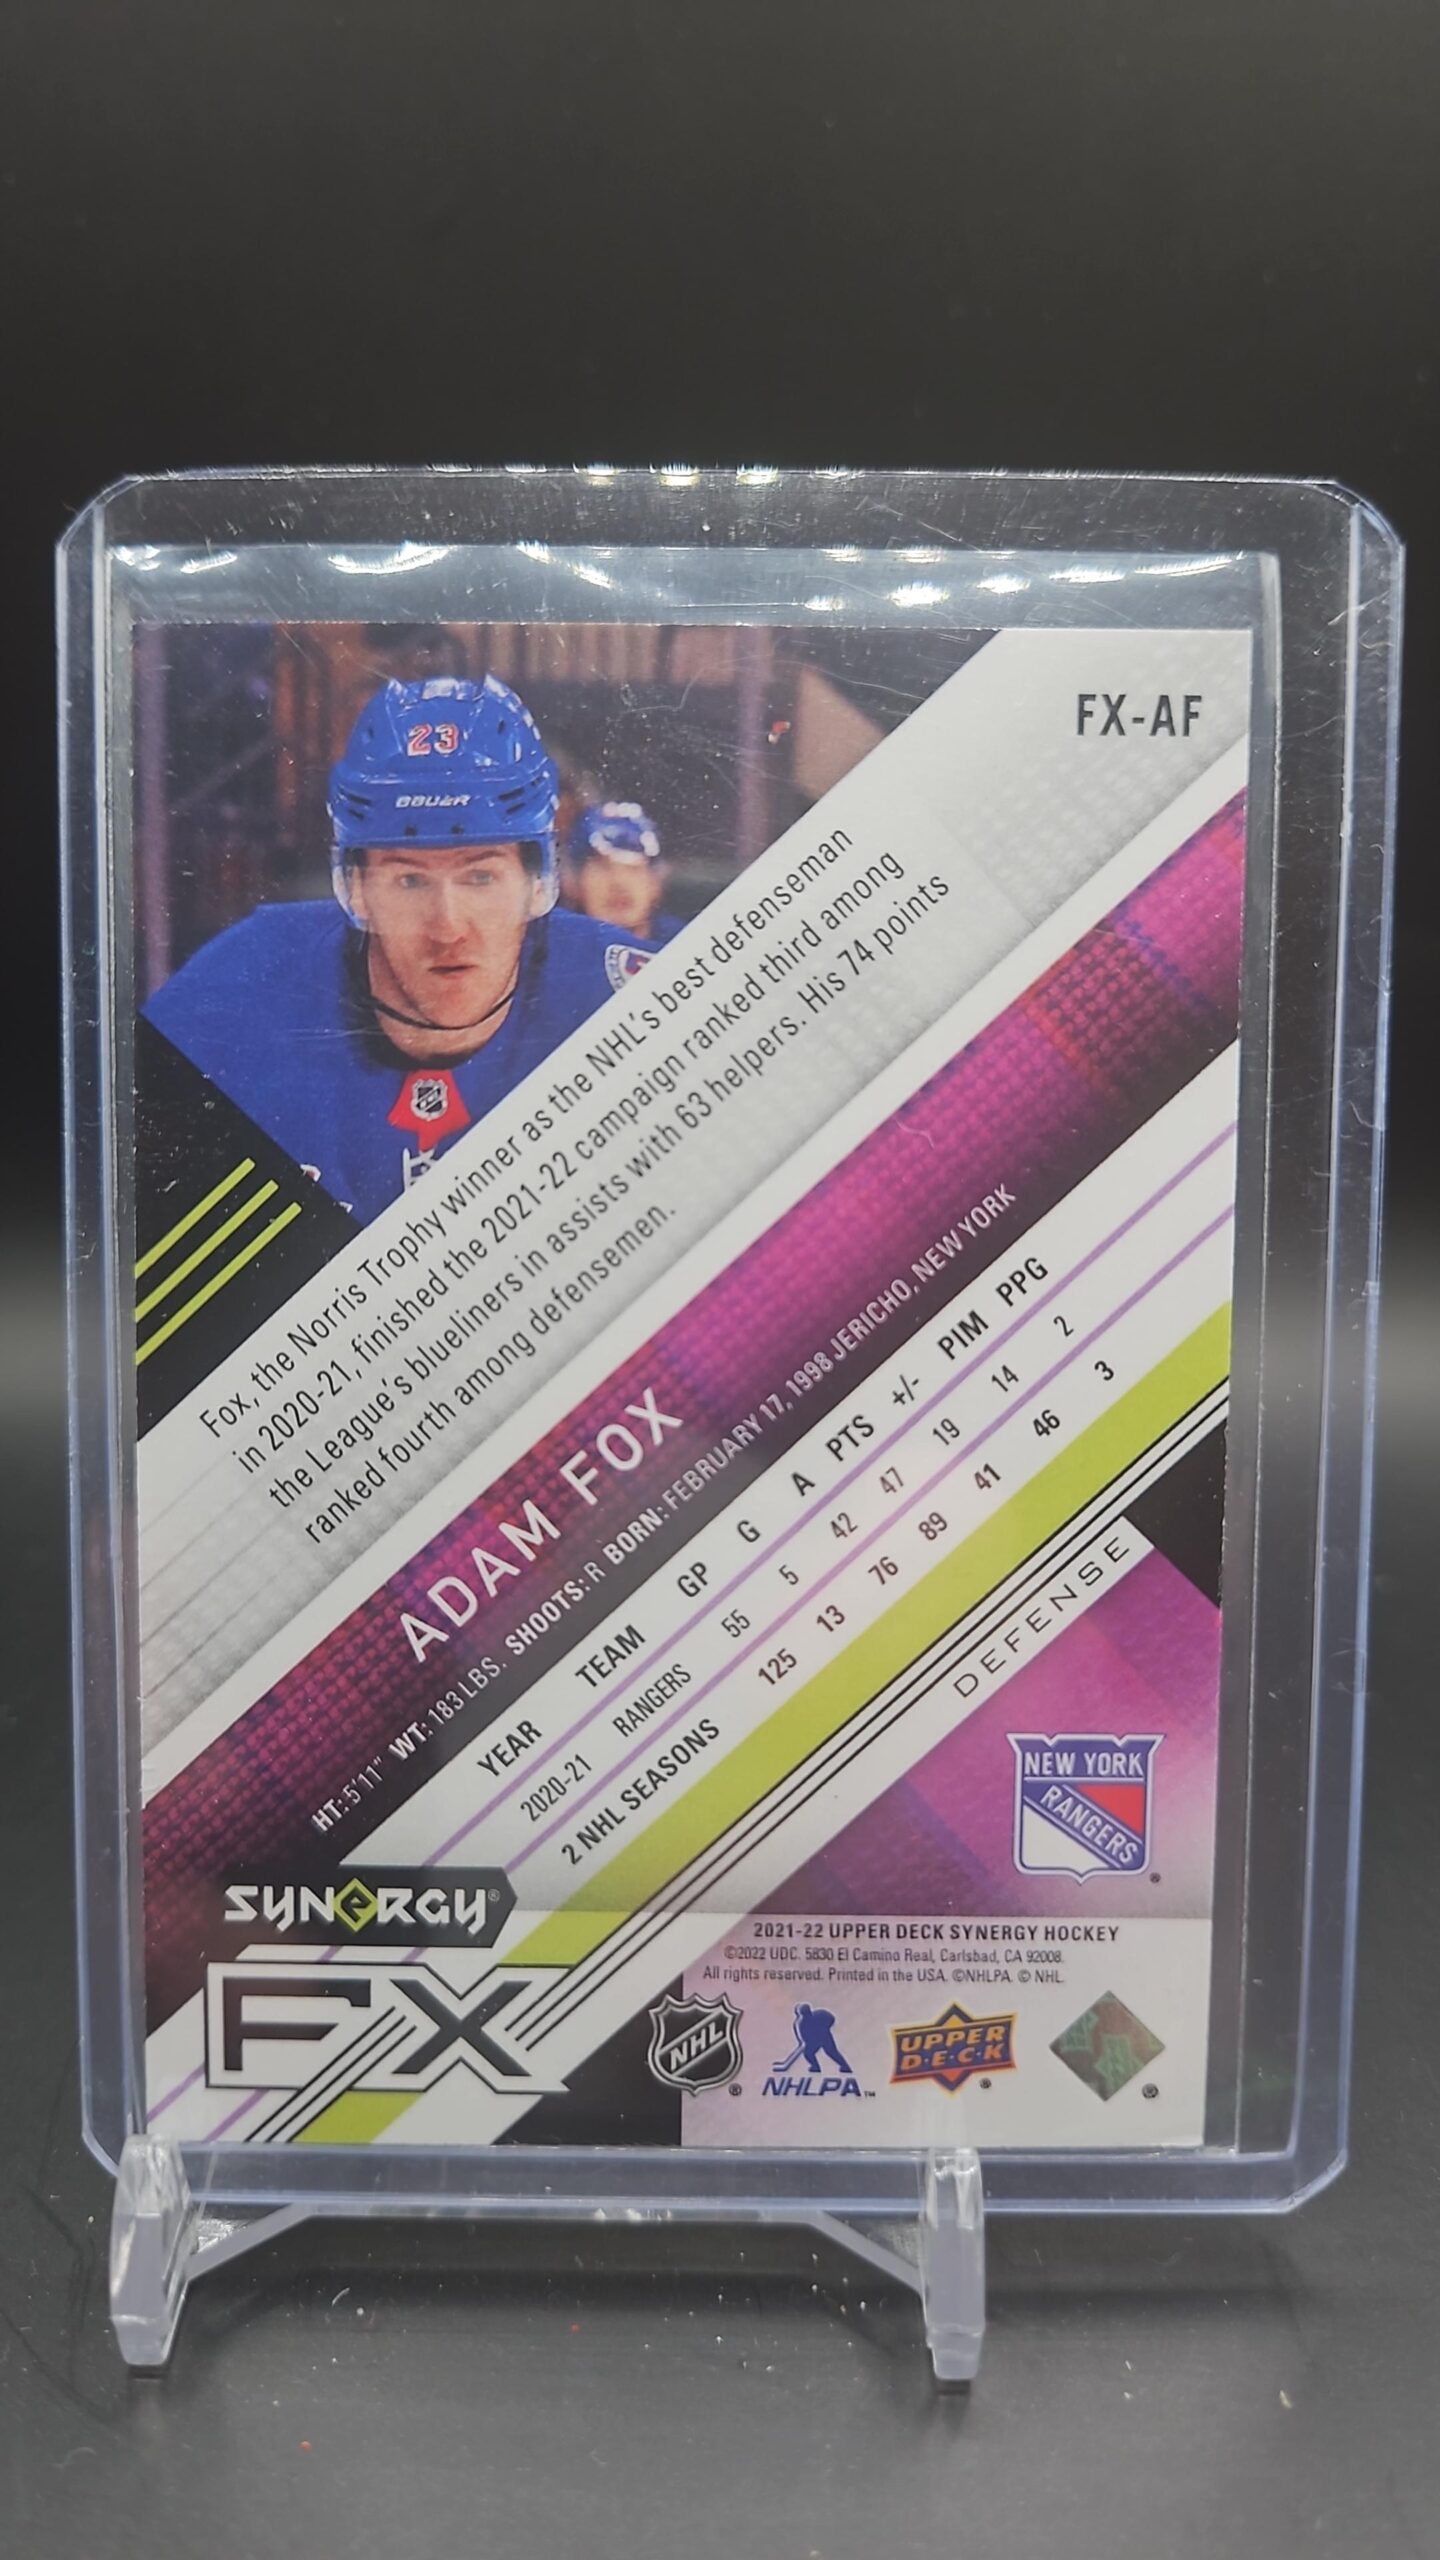 FX-AF
23
BAUER
Fox, the Norris Trophy winner as the NHL's best defenseman
in 2020-21, finished the 2021-22 campaign ranked third among
the League's blueliners in assists with 63 helpers. His 74 points
ranked fourth among defensemen.
ADAM FOX
HT: 5'11" WT: 183 LBS. SHOOTS: R BORN: FEBRUARY 17, 1998 JERICHO, NEW YORK
YEAR TEAM GP G A PTS +/- PIM PPG
2020-21 RANGERS 55 5 42 47 19 14 2
2 NHL SEASONS 125 13 76 89 41 46 3
DEFENSE
NEW YORK
RANGERS
®
SYNERGY®
FX
2021-22 UPPER DECK SYNERGY HOCKEY
©2022 UDC. 5830 El Camino Real, Carlsbad, CA 92008.
All rights reserved. Printed in the USA. ©NHLPA. © NHL.
NHL ®
NHLPA™
UPPER
D·E·C·K ®
®